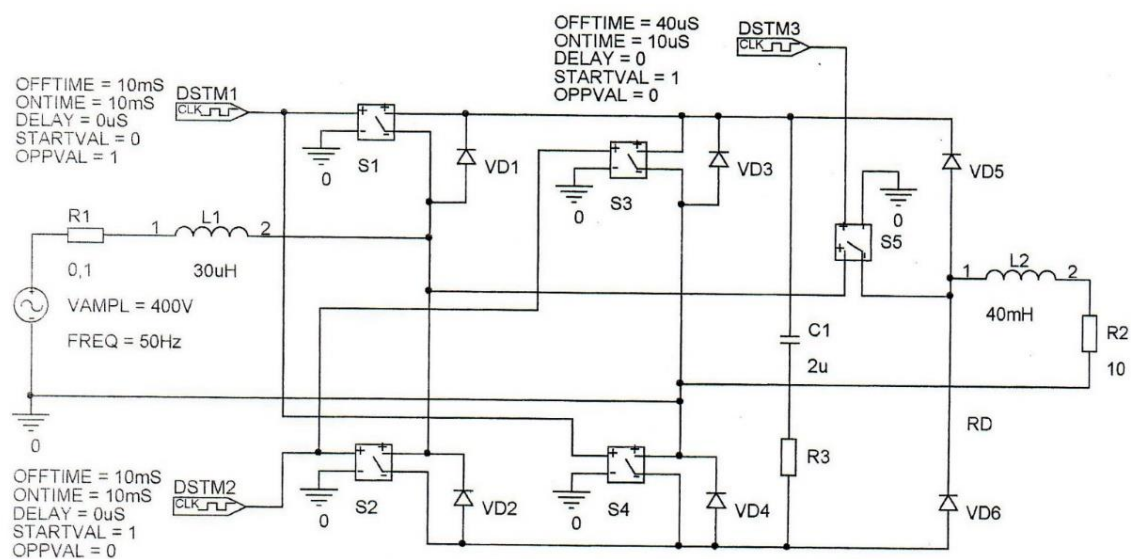 OFFTIME = 40uS
ONTIME = 10uS
DELAY = 0
STARTVAL = 1
OPPVAL = 0
DSTM3
CLK
OFFTIME = 10mS
ONTIME = 10mS
DELAY = 0uS
STARTVAL = 0
OPPVAL = 1
DSTM1
CLK
0
S1
VD1
0
S3
VD3
0
S5
VD5
R1
1
L1
2
0,1
30uH
VAMPL = 400V
FREQ = 50Hz
1
L2
2
40mH
R2
10
C1
2u
0
RD
R3
OFFTIME = 10mS
ONTIME = 10mS
DELAY = 0uS
STARTVAL = 1
OPPVAL = 0
DSTM2
CLK
0
S2
VD2
0
S4
VD4
VD6